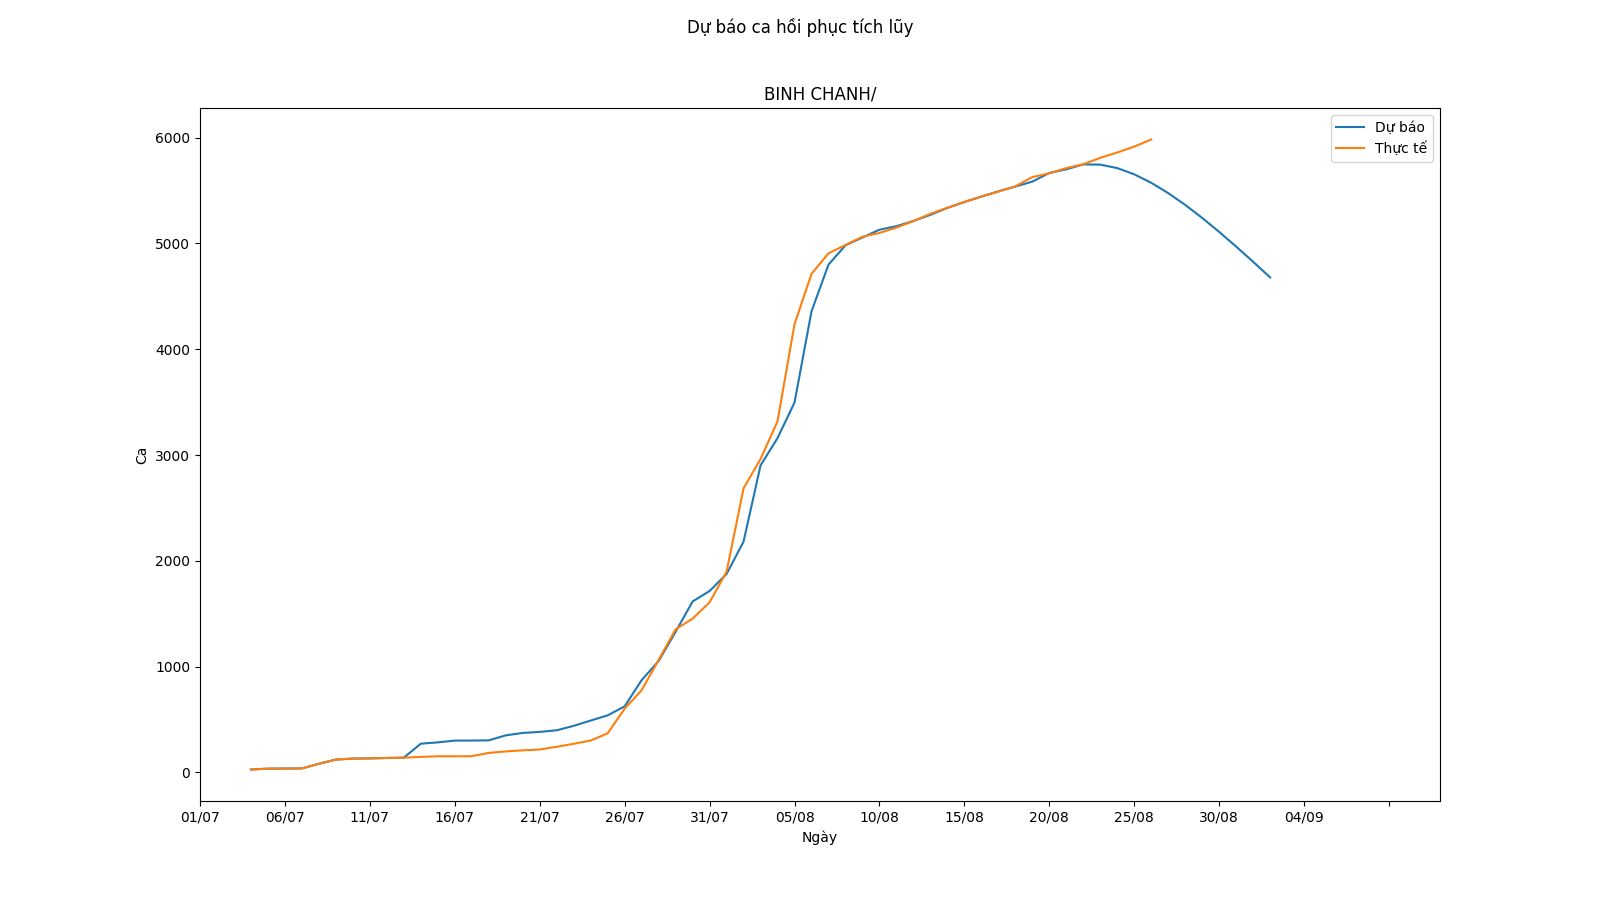 Dự báo ca hồi phục tích lũy
BINH CHANH/
Dự báo
Thực tế
6000
5000
4000
3000
2000
1000
0
Ca
01/07 06/07 11/07 16/07 21/07 26/07 31/07 05/08 10/08 15/08 20/08 25/08 30/08 04/09
Ngày